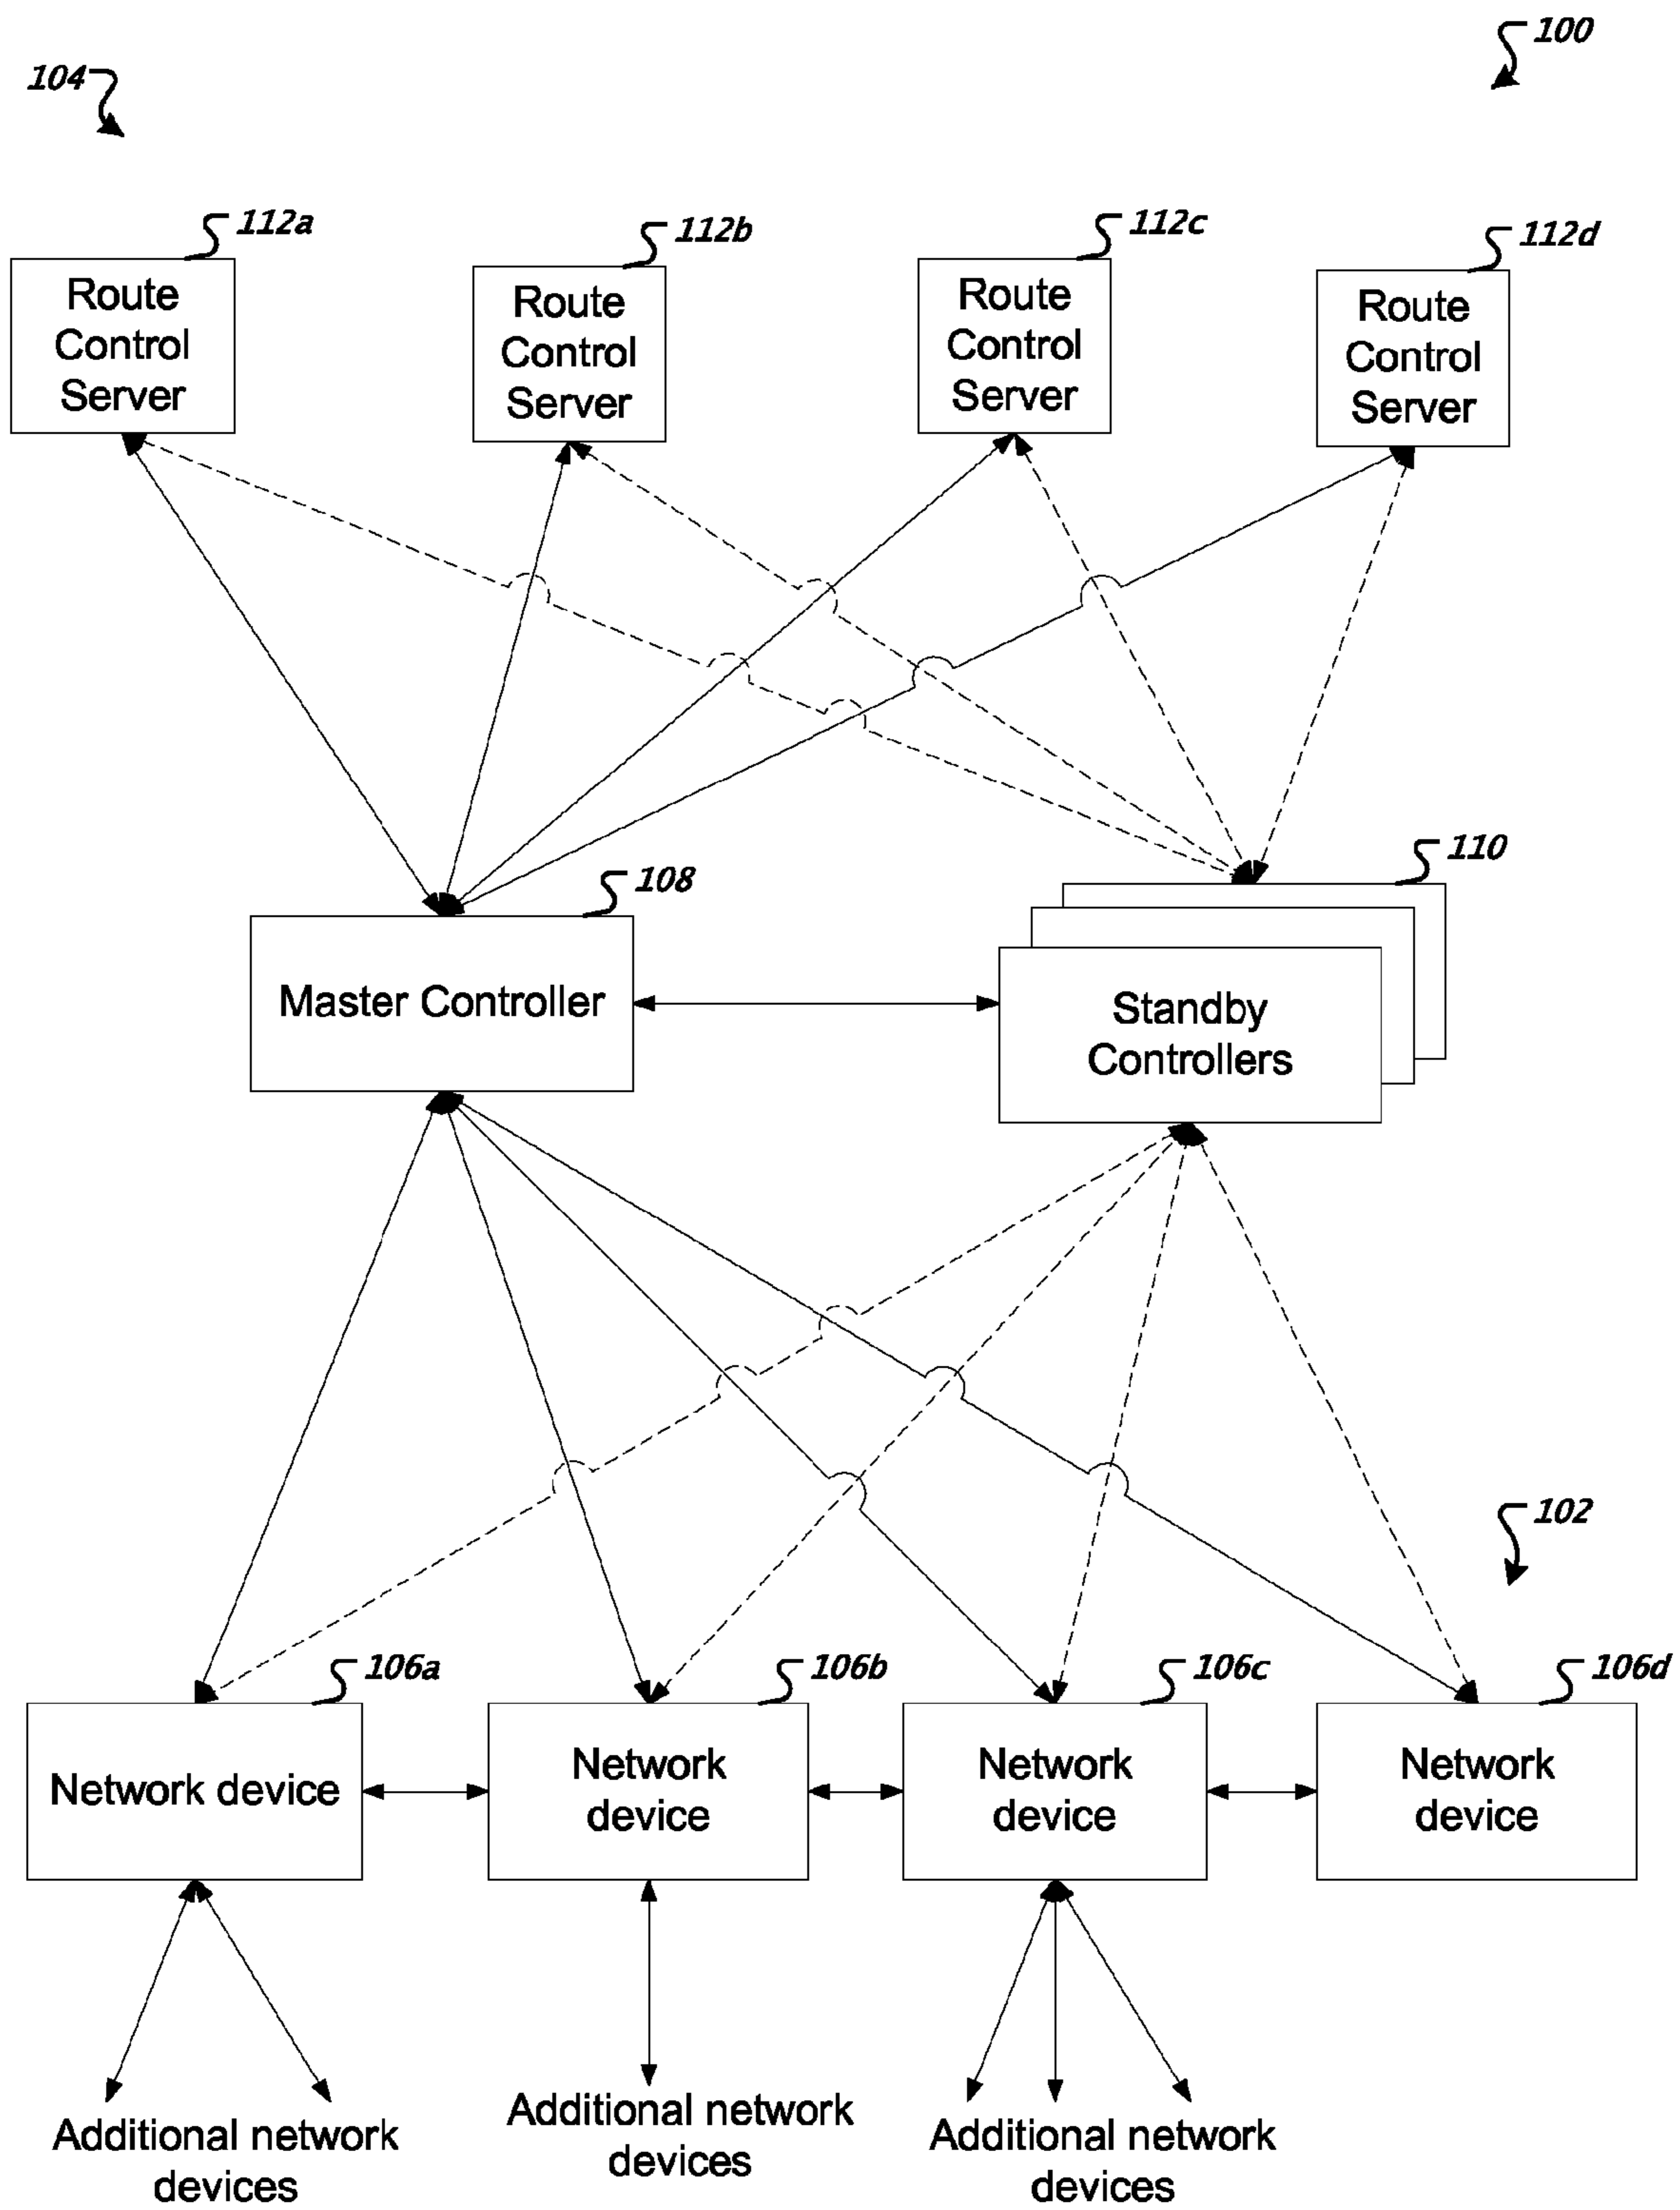 100
104
112a
112b
112c
112d
Route
Control
Server
Route
Control
Server
Route
Control
Server
Route
Control
Server
108
110
Master Controller
Standby
Controllers
102
106a
106b
106c
106d
Network device
Network
device
Network
device
Network
device
Additional network
devices
Additional network
devices
Additional network
devices